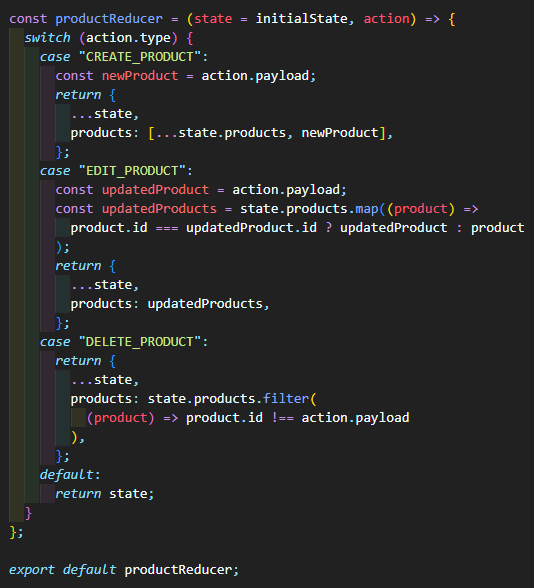 const productReducer = (state = initialState, action) => {
  switch (action.type) {
    case "CREATE_PRODUCT":
      const newProduct = action.payload;
      return {
        ...state,
        products: [...state.products, newProduct],
      };
    case "EDIT_PRODUCT":
      const updatedProduct = action.payload;
      const updatedProducts = state.products.map((product) =>
        product.id === updatedProduct.id ? updatedProduct : product
      );
      return {
        ...state,
        products: updatedProducts,
      };
    case "DELETE_PRODUCT":
      return {
        ...state,
        products: state.products.filter(
          (product) => product.id !== action.payload
        ),
      };
    default:
      return state;
  }
};

export default productReducer;